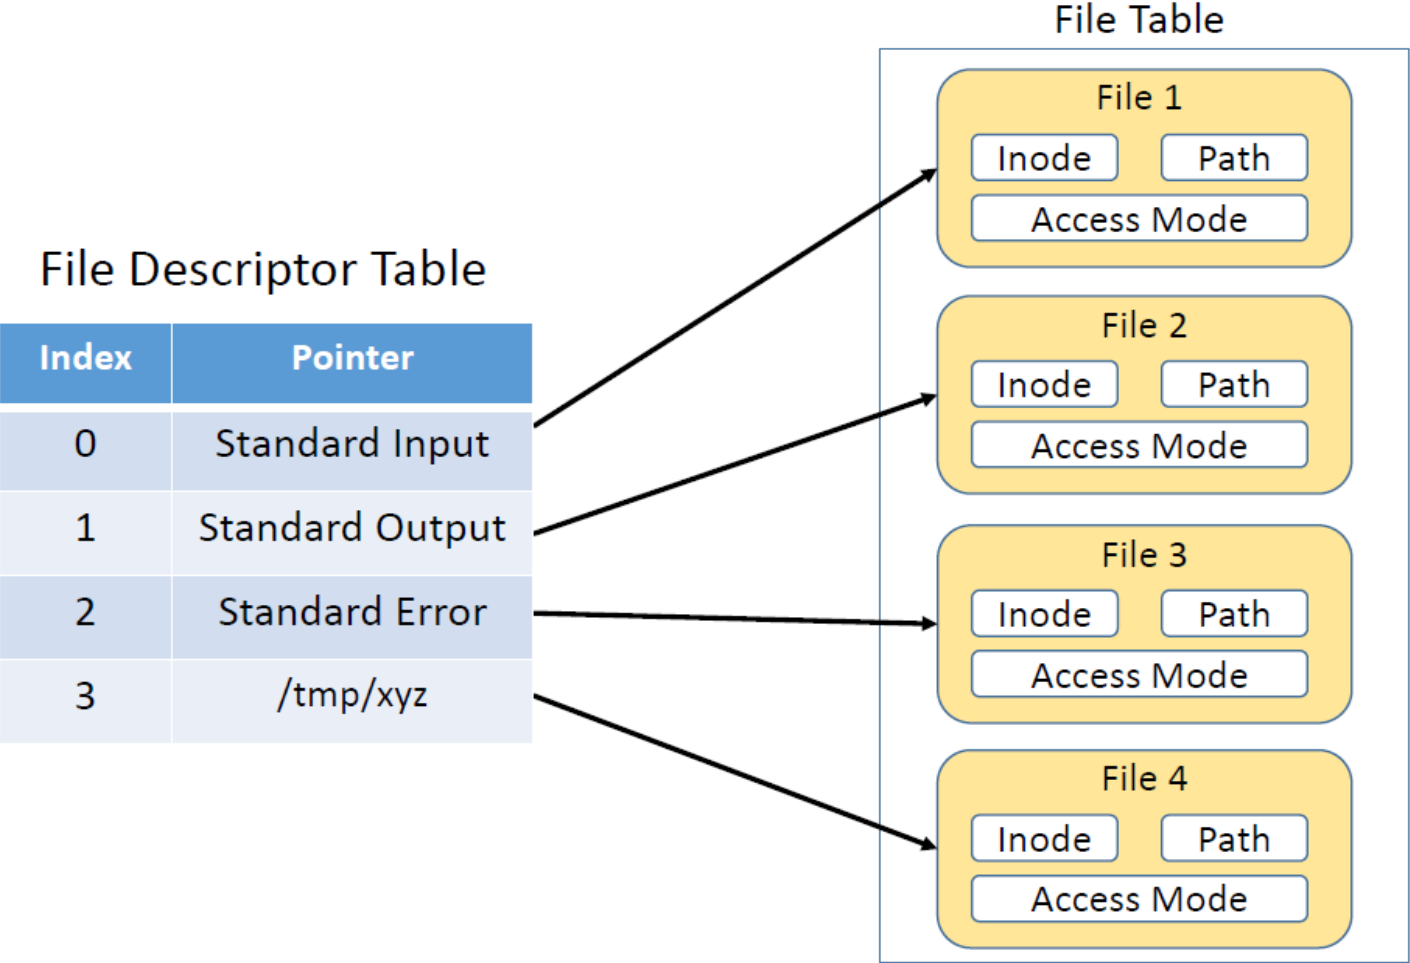 File Table
File Descriptor Table
Index Pointer
0 Standard Input
1 Standard Output
2 Standard Error
3 /tmp/xyz
File 1
Inode Path
Access Mode
File 2
Inode Path
Access Mode
File 3
Inode Path
Access Mode
File 4
Inode Path
Access Mode